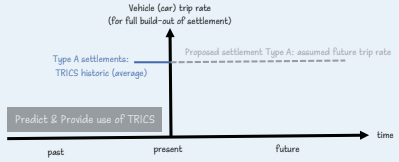 Vehicle (car) trip rate
(for full build-out of settlement)
Type A settlements:
TRICS historic (average)
Proposed settlement Type A: assumed future trip rate
Predict & Provide use of TRICS
time
past
present
future